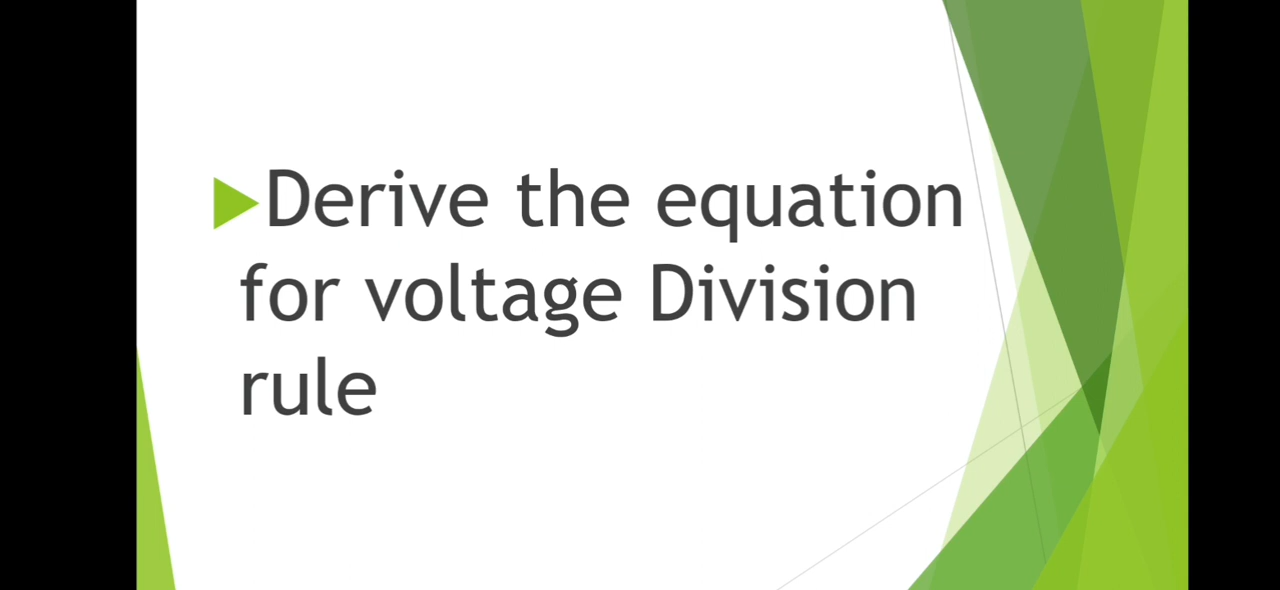 Derive the equation
for voltage Division
rule